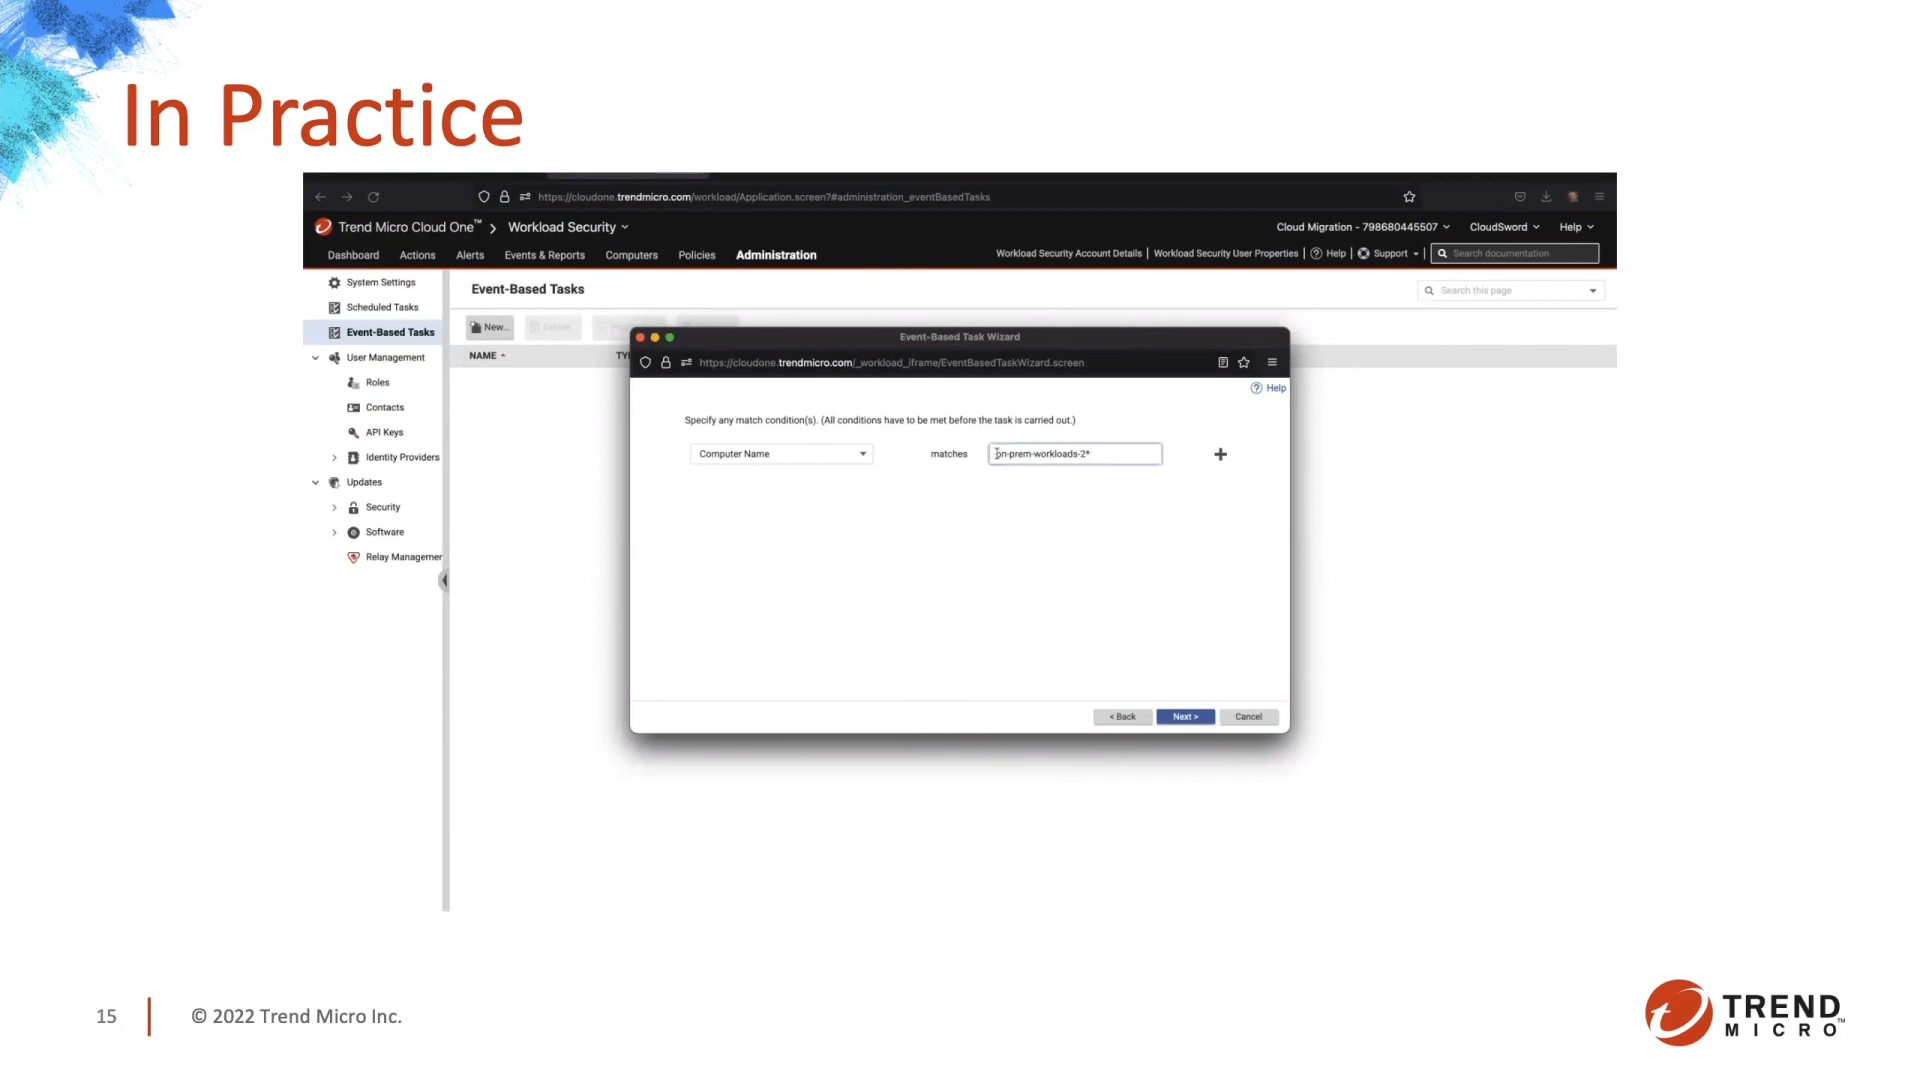 In Practice
https://cloudone.trendmicro.com/workload/Application.screen?#administration_eventBasedTasks
Trend Micro Cloud One™ > Workload Security
Cloud Migration - 798680445507 CloudSword Help
Dashboard Actions Alerts Events & Reports Computers Policies Administration
Workload Security Account Details | Workload Security User Properties | Help | Support | Search documentation
System Settings
Scheduled Tasks
Event-Based Tasks
User Management
Roles
Contacts
API Keys
Identity Providers
Updates
Security
Software
Relay Managemer
Event-Based Tasks
Search this page
New... Delete
NAME TY
Event-Based Task Wizard
https://cloudone.trendmicro.com/_workload_iframe/EventBasedTaskWizard.screen
Help
Specify any match condition(s). (All conditions have to be met before the task is carried out.)
Computer Name matches on-prem-workloads-2*
< Back Next > Cancel
15 © 2022 Trend Micro Inc.
TREND
MICRO™